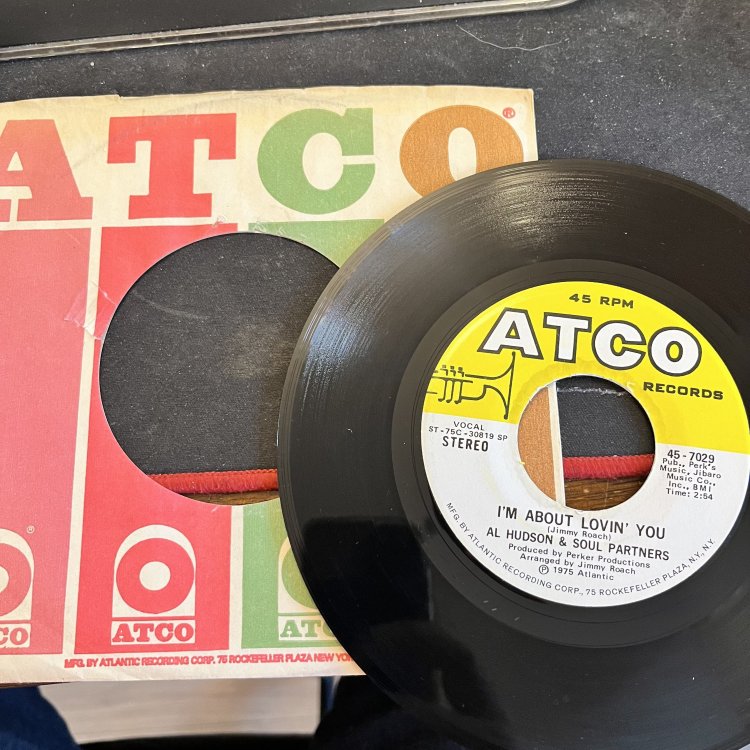 ATCO®
®
CO
ATCO
ATC
MFG. BY ATLANTIC RECORDING CORP. 75 ROCKEFELLER PLAZA NEW YOR
45 RPM
ATCO
RECORDS
VOCAL
ST-75C-30819 SP
STEREO
45-7029
Pub., Perk's
Music, Jibaro
Music Co.,
Inc., BMI
Time: 2:54
I'M ABOUT LOVIN' YOU
(Jimmy Roach)
AL HUDSON & SOUL PARTNERS
Produced by Perker Productions
Arranged by Jimmy Roach
℗ 1975 Atlantic
MFG. BY ATLANTIC RECORDING CORP., 75 ROCKEFELLER PLAZA, N.Y., N.Y.